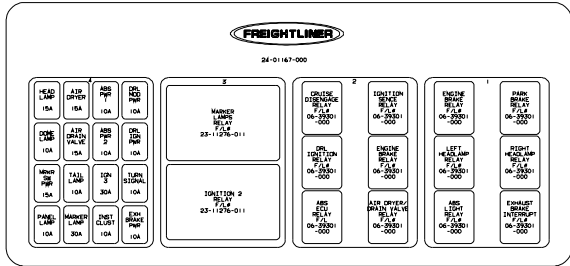 FREIGHTLINER
24-01167-000
4
HEAD
LAMP
15A
AIR
DRYER
15A
ABS
PWR
1
10A
DRL
MOD
PWR
10A
DOME
LAMP
10A
AIR
DRAIN
VALVE
15A
ABS
PWR
2
10A
DRL
IGN
PWR
10A
MRKR
SW
PWR
15A
TAIL
LAMP
10A
IGN
3
30A
TURN
SIGNAL
10A
PANEL
LAMP
10A
MARKER
LAMP
30A
INST
CLUST
10A
EXH
BRAKE
PWR
10A
3
MARKER
LAMPS
RELAY
F/L#
23-11276-011
IGNITION 2
RELAY
F/L#
23-11276-011
2
CRUISE
DISENGAGE
RELAY
F/L#
06-39301
-000
IGNITION
SENCE
RELAY
F/L#
06-39301
-000
DRL
IGNITION
RELAY
F/L#
06-39301
-000
ENGINE
BRAKE
RELAY
F/L#
06-39301
-000
ABS
ECU
RELAY
F/L
06-39301
-000
AIR DRYER/
DRAIN VALVE
RELAY
F/L#
06-39301
-000
1
ENGINE
BRAKE
RELAY
F/L#
06-39301
-000
PARK
BRAKE
RELAY
F/L#
06-39301
-000
LEFT
HEADLAMP
RELAY
F/L#
06-39301
-000
RIGHT
HEADLAMP
RELAY
F/L#
06-39301
-000
ABS
LIGHT
RELAY
F/L#
06-39301
-000
EXHAUST
BRAKE
INTERRUPT
F/L#
06-39301
-000